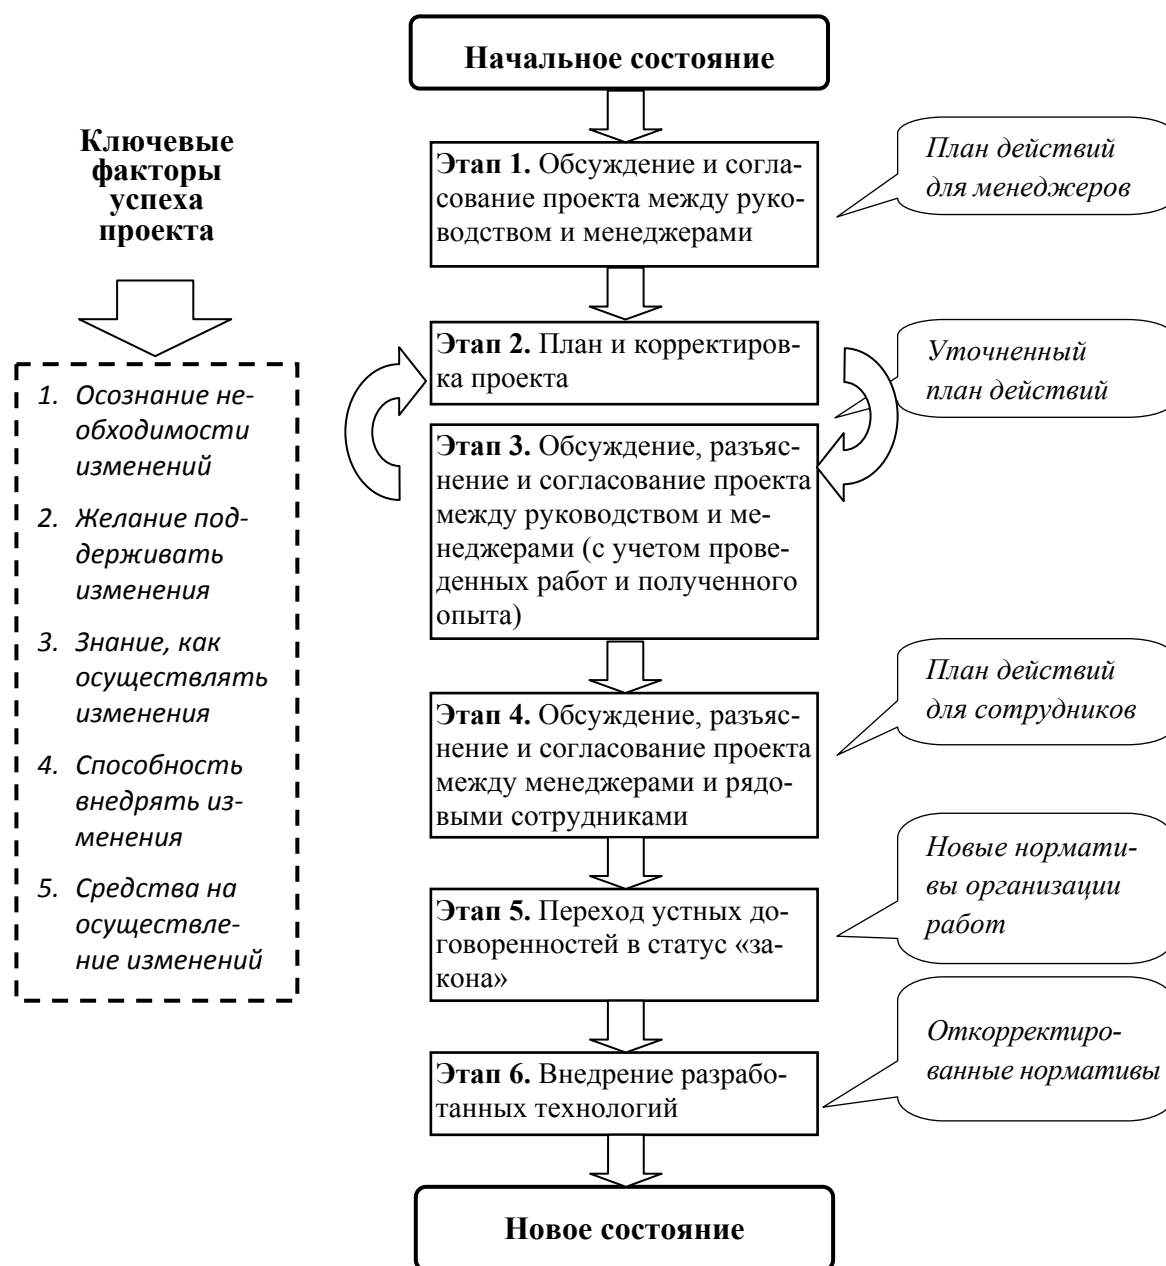 Начальное состояние
Ключевые
факторы
успеха
проекта
1. Осознание не-
обходимости
изменений
2. Желание под-
держивать
изменения
3. Знание, как
осуществлять
изменения
4. Способность
внедрять из-
менения
5. Средства на
осуществле-
ние изменений
Этап 1. Обсуждение и согла-
сование проекта между руко-
водством и менеджерами
План действий
для менеджеров
Этап 2. План и корректиров-
ка проекта
Уточненный
план действий
Этап 3. Обсуждение, разъяс-
нение и согласование проекта
между руководством и ме-
неджерами (с учетом прове-
денных работ и полученного
опыта)
Этап 4. Обсуждение, разъяс-
нение и согласование проекта
между менеджерами и рядо-
выми сотрудниками
План действий
для сотрудников
Этап 5. Переход устных до-
говоренностей в статус «за-
кона»
Новые нормати-
вы организации
работ
Этап 6. Внедрение разрабо-
танных технологий
Откорректиро-
ванные нормативы
Новое состояние